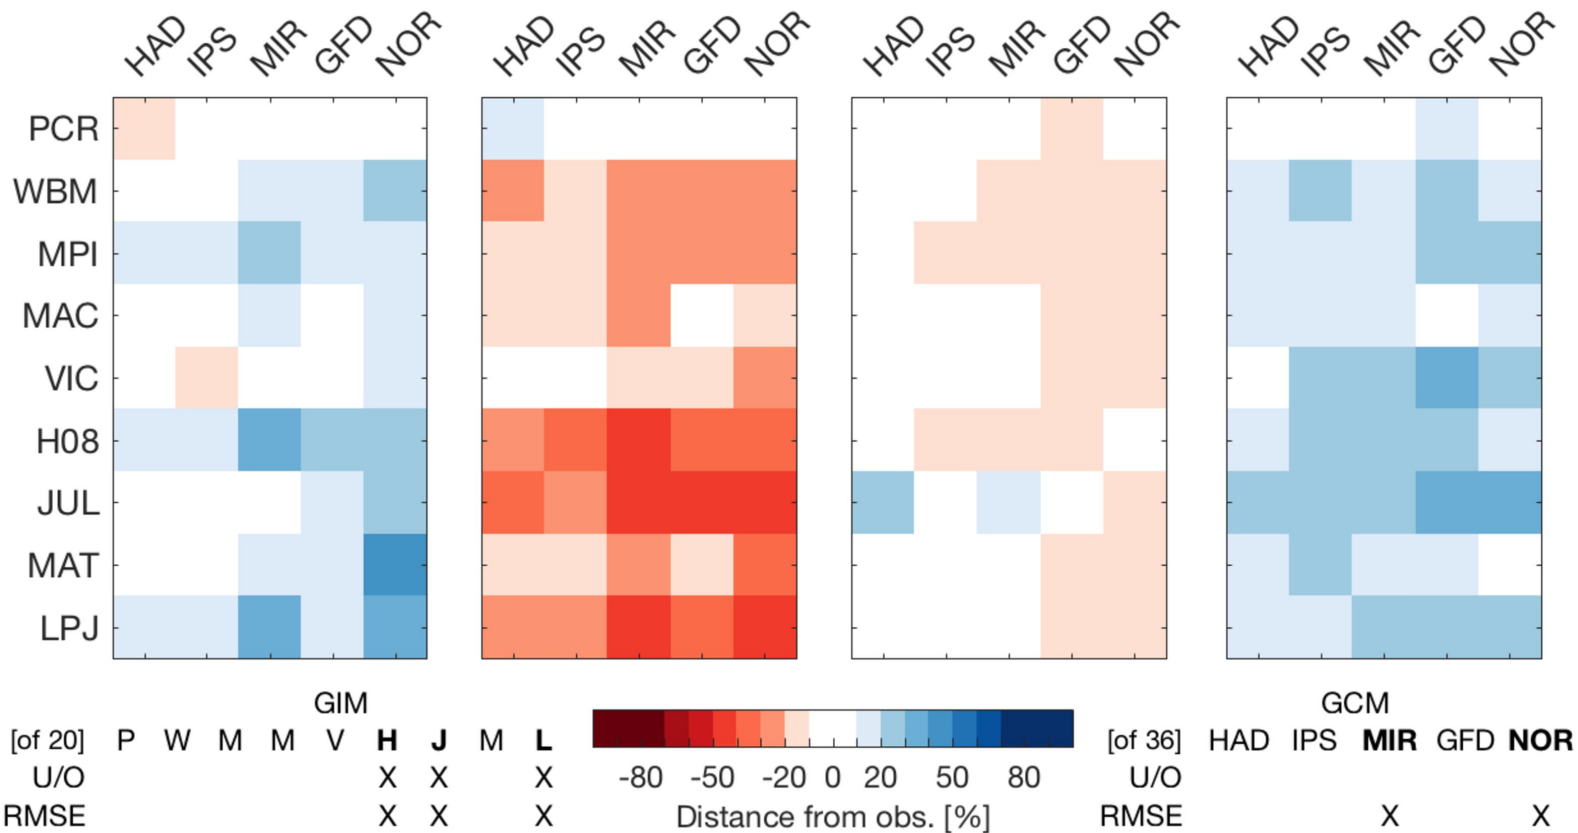 HAD IPS MIR GFD NOR HAD IPS MIR GFD NOR HAD IPS MIR GFD NOR HAD IPS MIR GFD NOR
PCR
WBM
MPI
MAC
VIC
H08
JUL
MAT
LPJ
GIM
[of 20] P W M M V H J M L
U/O X X X
RMSE X X X
-80 -50 -20 0 20 50 80
Distance from obs. [%]
GCM
[of 36] HAD IPS MIR GFD NOR
U/O
RMSE X X